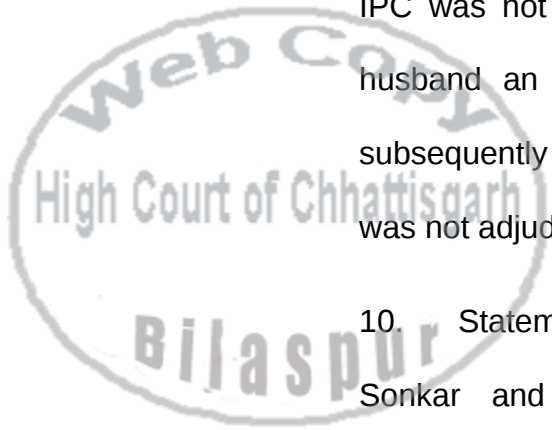 IPC was not
Web Copy
husband an
subsequently
High Court of Chhattisgarh
was not adjud
10. Statem
Bilaspur
Sonkar and